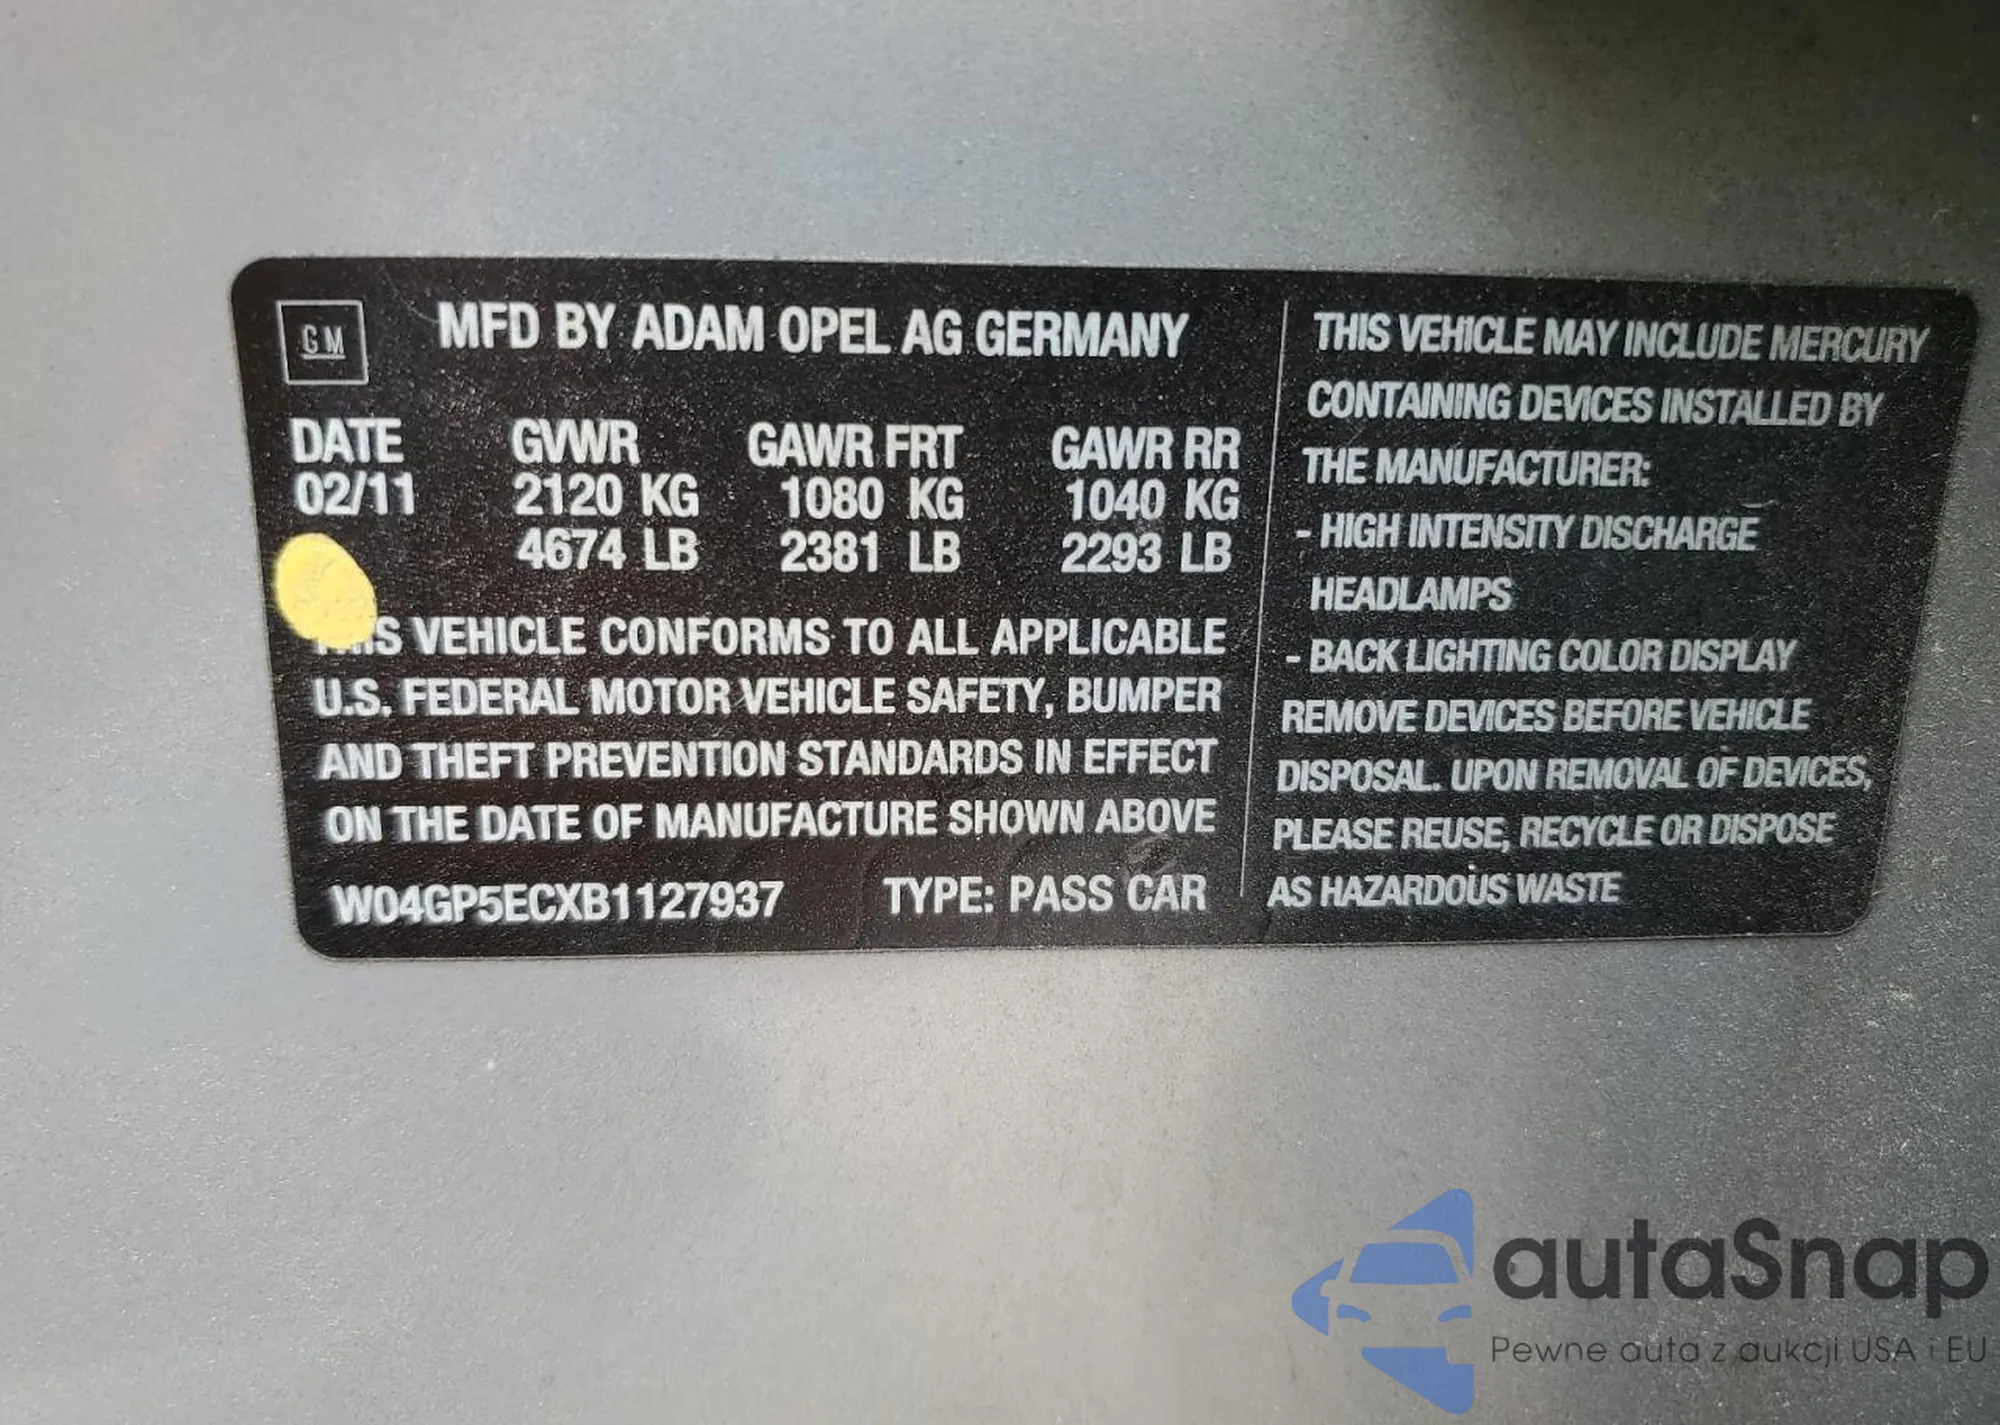 GM
MFD BY ADAM OPEL AG GERMANY
DATE GVWR GAWR FRT GAWR RR
02/11 2120 KG 1080 KG 1040 KG
4674 LB 2381 LB 2293 LB
VEHICLE CONFORMS TO ALL APPLICABLE
U.S. FEDERAL MOTOR VEHICLE SAFETY, BUMPER
AND THEFT PREVENTION STANDARDS IN EFFECT
ON THE DATE OF MANUFACTURE SHOWN ABOVE
W04GP5ECXB1127937 TYPE: PASS CAR
THIS VEHICLE MAY INCLUDE MERCURY
CONTAINING DEVICES INSTALLED BY
THE MANUFACTURER:
- HIGH INTENSITY DISCHARGE
HEADLAMPS
- BACK LIGHTING COLOR DISPLAY
REMOVE DEVICES BEFORE VEHICLE
DISPOSAL. UPON REMOVAL OF DEVICES,
PLEASE REUSE, RECYCLE OR DISPOSE
AS HAZARDOUS WASTE
autaSnap
Pewne auta z aukcji USA i EU